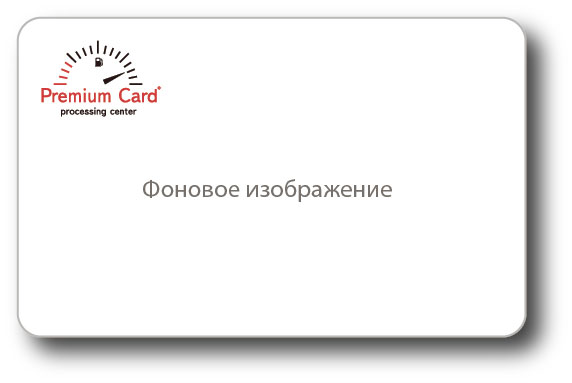 Premium Card®
processing center
Фоновое изображение